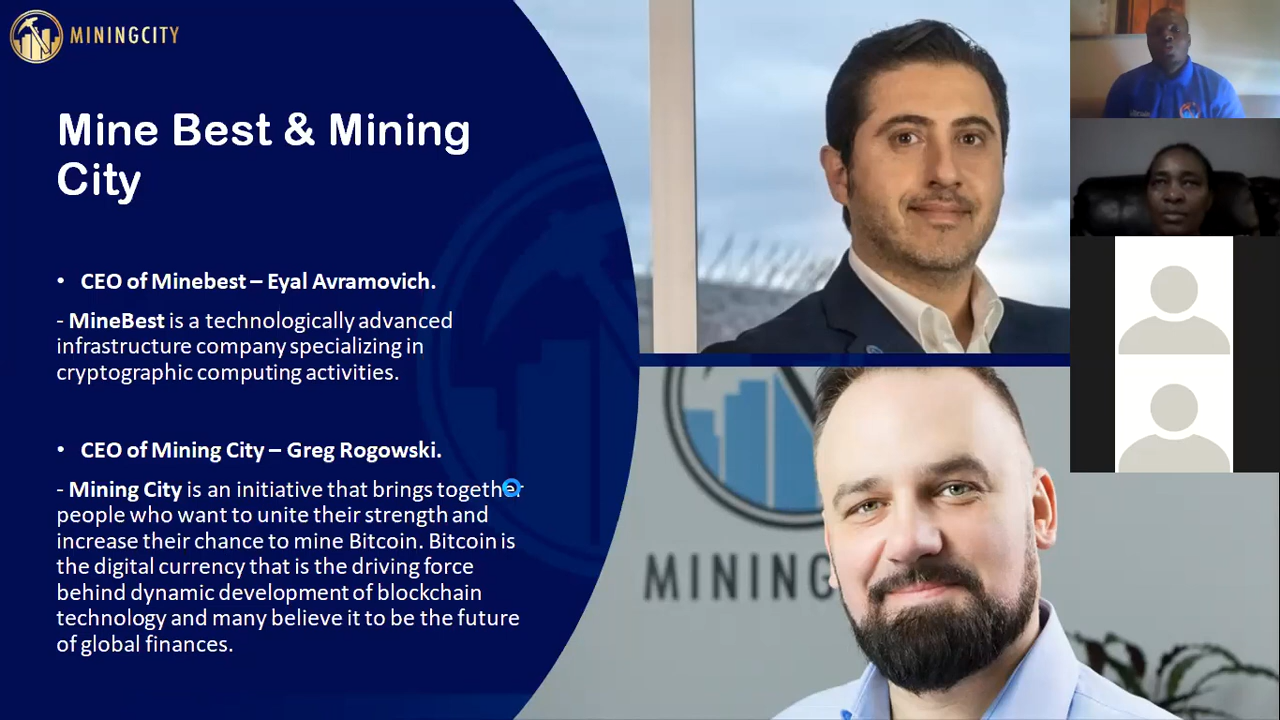 MININGCITY
Mine Best & Mining
City
• CEO of Minebest – Eyal Avramovich.
- MineBest is a technologically advanced
infrastructure company specializing in
cryptographic computing activities.
• CEO of Mining City – Greg Rogowski.
- Mining City is an initiative that brings together
people who want to unite their strength and
increase their chance to mine Bitcoin. Bitcoin is
the digital currency that is the driving force
behind dynamic development of blockchain
technology and many believe it to be the future
of global finances.
MINING